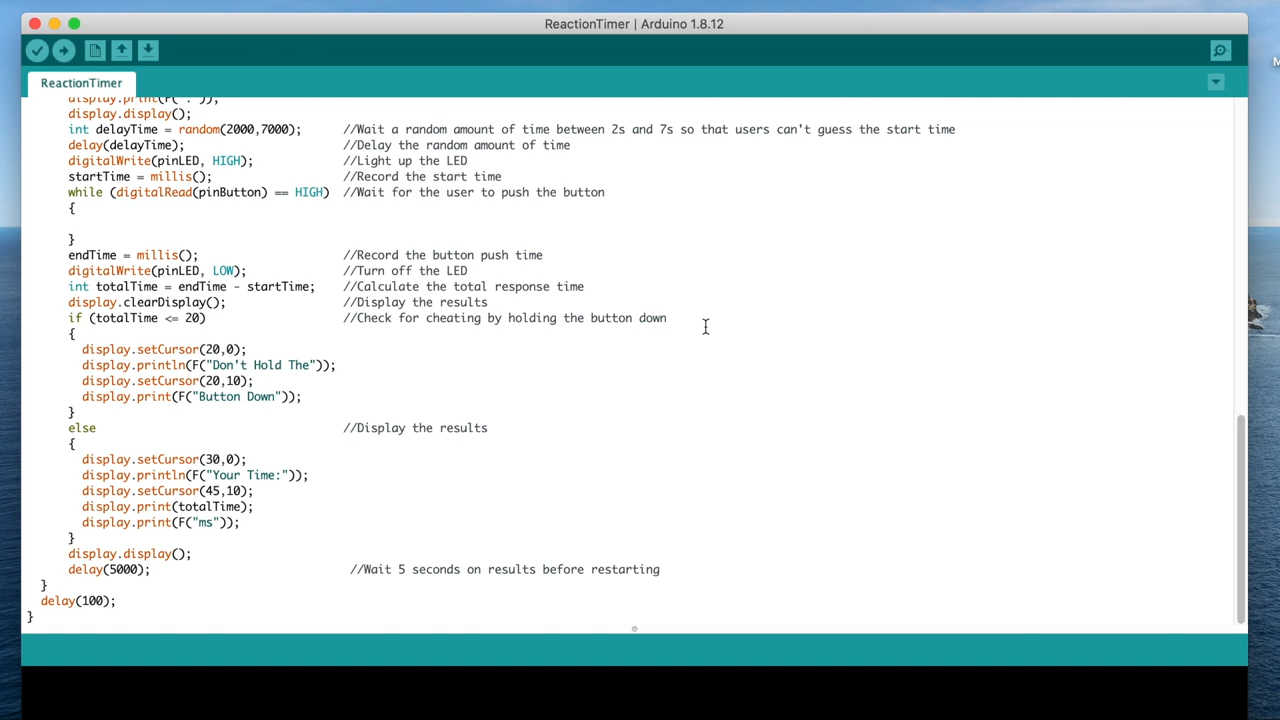 ReactionTimer | Arduino 1.8.12
ReactionTimer
display.print(F("."));
display.display();
int delayTime = random(2000,7000); //Wait a random amount of time between 2s and 7s so that users can't guess the start time
delay(delayTime); //Delay the random amount of time
digitalWrite(pinLED, HIGH); //Light up the LED
startTime = millis(); //Record the start time
while (digitalRead(pinButton) == HIGH) //Wait for the user to push the button
{
}
endTime = millis(); //Record the button push time
digitalWrite(pinLED, LOW); //Turn off the LED
int totalTime = endTime - startTime; //Calculate the total response time
display.clearDisplay(); //Display the results
if (totalTime <= 20) //Check for cheating by holding the button down
{
display.setCursor(20,0);
display.println(F("Don't Hold The"));
display.setCursor(20,10);
display.print(F("Button Down"));
}
else //Display the results
{
display.setCursor(30,0);
display.println(F("Your Time:"));
display.setCursor(45,10);
display.print(totalTime);
display.print(F("ms"));
}
display.display();
delay(5000); //Wait 5 seconds on results before restarting
}
delay(100);
}